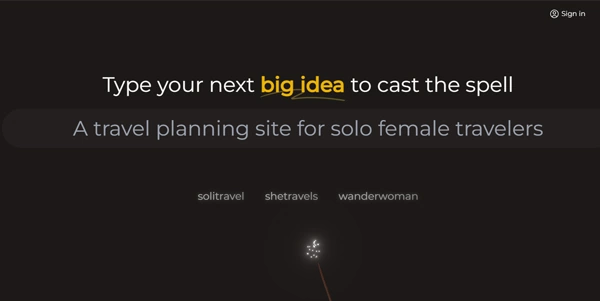 Sign in
Type your next big idea to cast the spell
A travel planning site for solo female travelers
solitravel shetravels wanderwoman